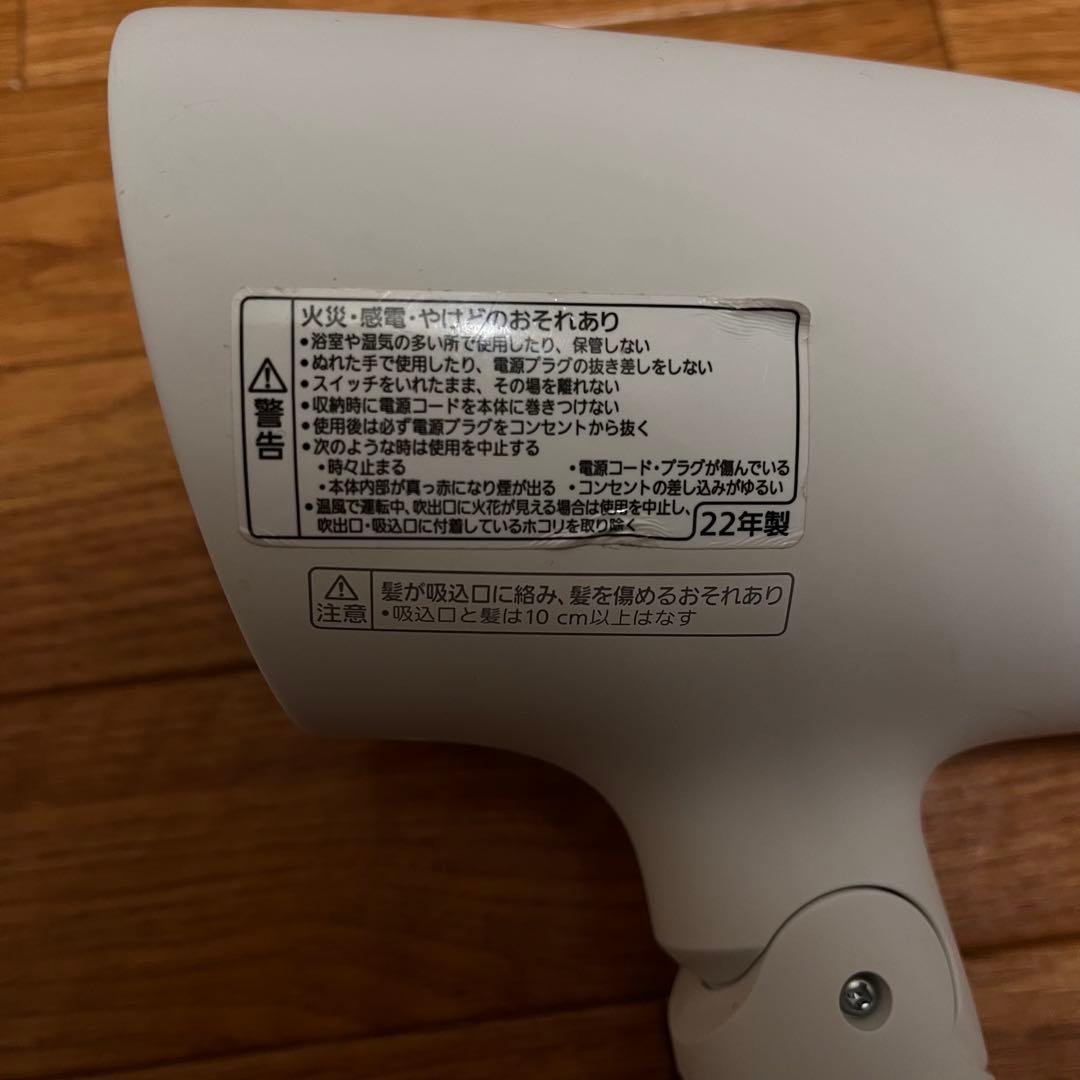 警告
火災・感電・やけどのおそれあり
•浴室や湿気の多い所で使用したり、保管しない
•ぬれた手で使用したり、電源プラグの抜き差しをしない
•スイッチをいれたまま、その場を離れない
•収納時に電源コードを本体に巻きつけない
•使用後は必ず電源プラグをコンセントから抜く
•次のような時は使用を中止する
・時々止まる ・電源コード・プラグが傷んでいる
・本体内部が真っ赤になり煙が出る ・コンセントの差し込みがゆるい
•温風で運転中、吹出口に火花が見える場合は使用を中止し、
吹出口・吸込口に付着しているホコリを取り除く
22年製
注意
髪が吸込口に絡み、髪を傷めるおそれあり
•吸込口と髪は10 cm以上はなす